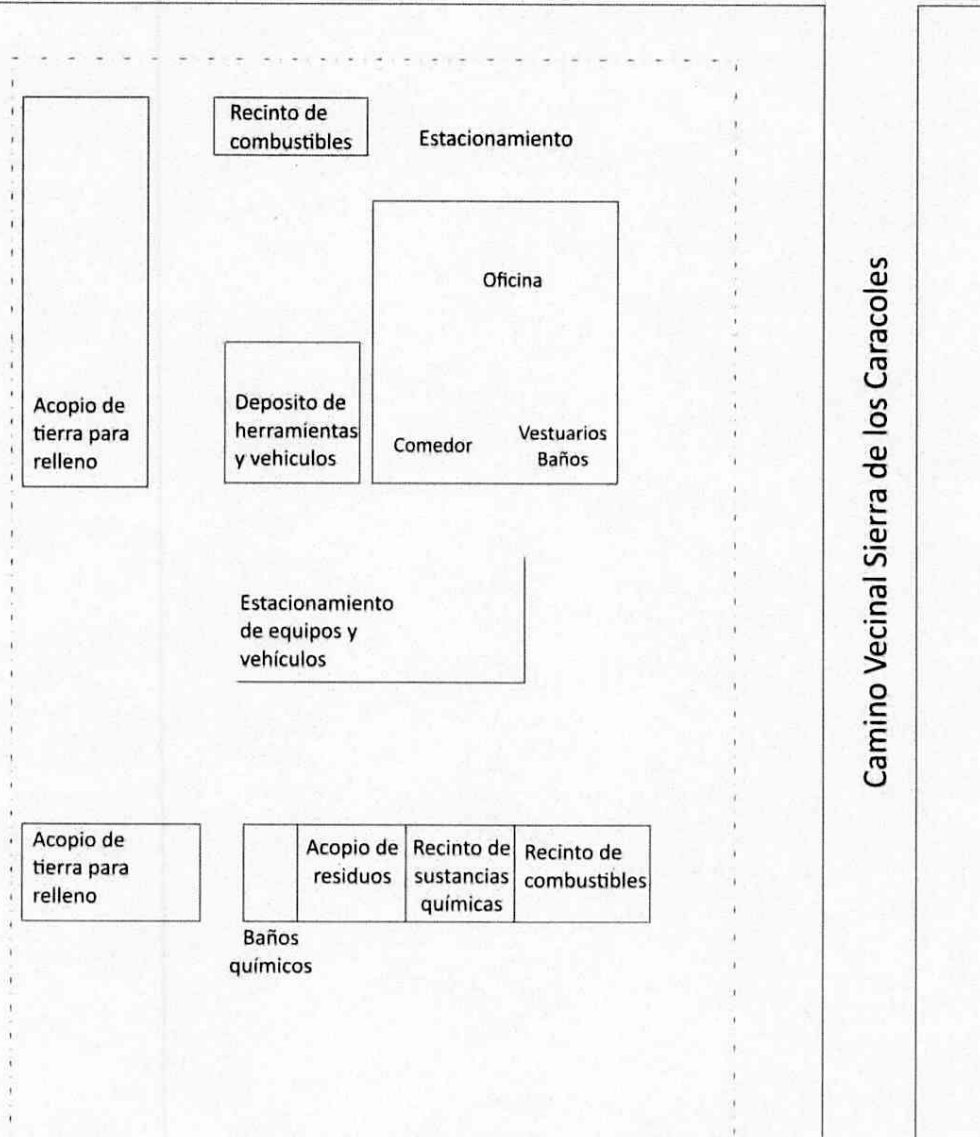 Recinto de
combustibles
Estacionamiento
Oficina
Acopio de
tierra para
relleno
Deposito de
herramientas
y vehiculos
Comedor
Vestuarios
Baños
Estacionamiento
de equipos y
vehículos
Acopio de
tierra para
relleno
Acopio de
residuos
Recinto de
sustancias
químicas
Recinto de
combustibles
Baños
químicos
Camino Vecinal Sierra de los Caracoles